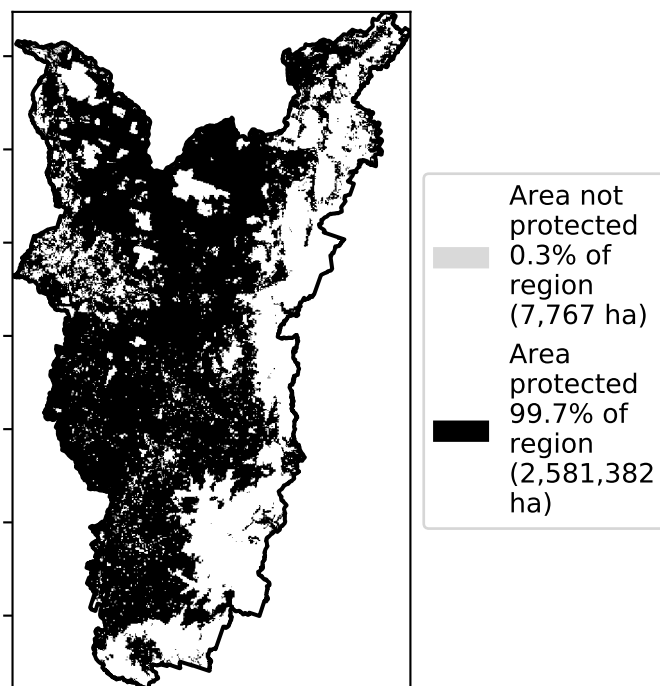 Area not
protected
0.3% of
region
(7,767 ha)
Area
protected
99.7% of
region
(2,581,382
ha)